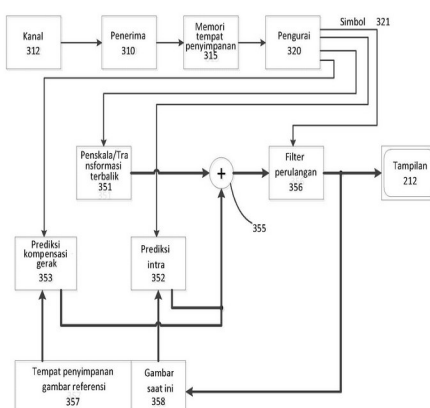 Kanal
312
Penerima
310
Memori
tempat
penyimpanan
315
Pengurai
320
Simbol 321
Penskala/Tra
nsformasi
terbalik
351
+
355
Filter
perulangan
356
Tampilan
212
Prediksi
kompensasi
gerak
353
Prediksi
intra
352
Tempat penyimpanan
gambar referensi
357
Gambar
saat ini
358